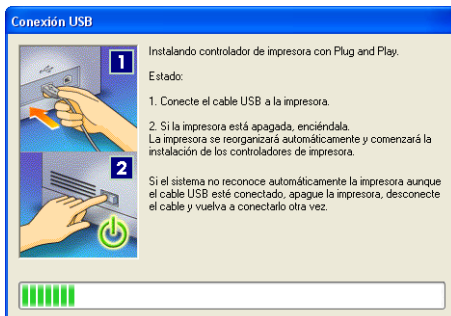 Conexión USB
1
Instalando controlador de impresora con Plug and Play.
Estado:
1. Conecte el cable USB a la impresora.
2. Si la impresora está apagada, enciéndala.
La impresora se reorganizará automáticamente y comenzará la
instalación de los controladores de impresora.
2
Si el sistema no reconoce automáticamente la impresora aunque
el cable USB esté conectado, apague la impresora, desconecte
el cable y vuelva a conectarlo otra vez.